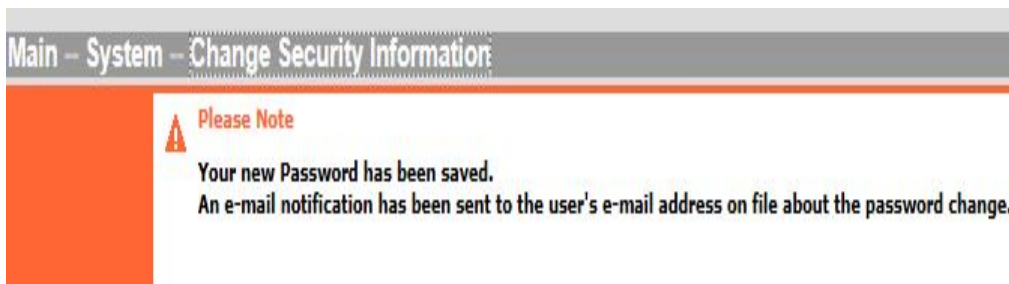 Main – System – Change Security Information
Please Note
Your new Password has been saved.
An e-mail notification has been sent to the user's e-mail address on file about the password change.